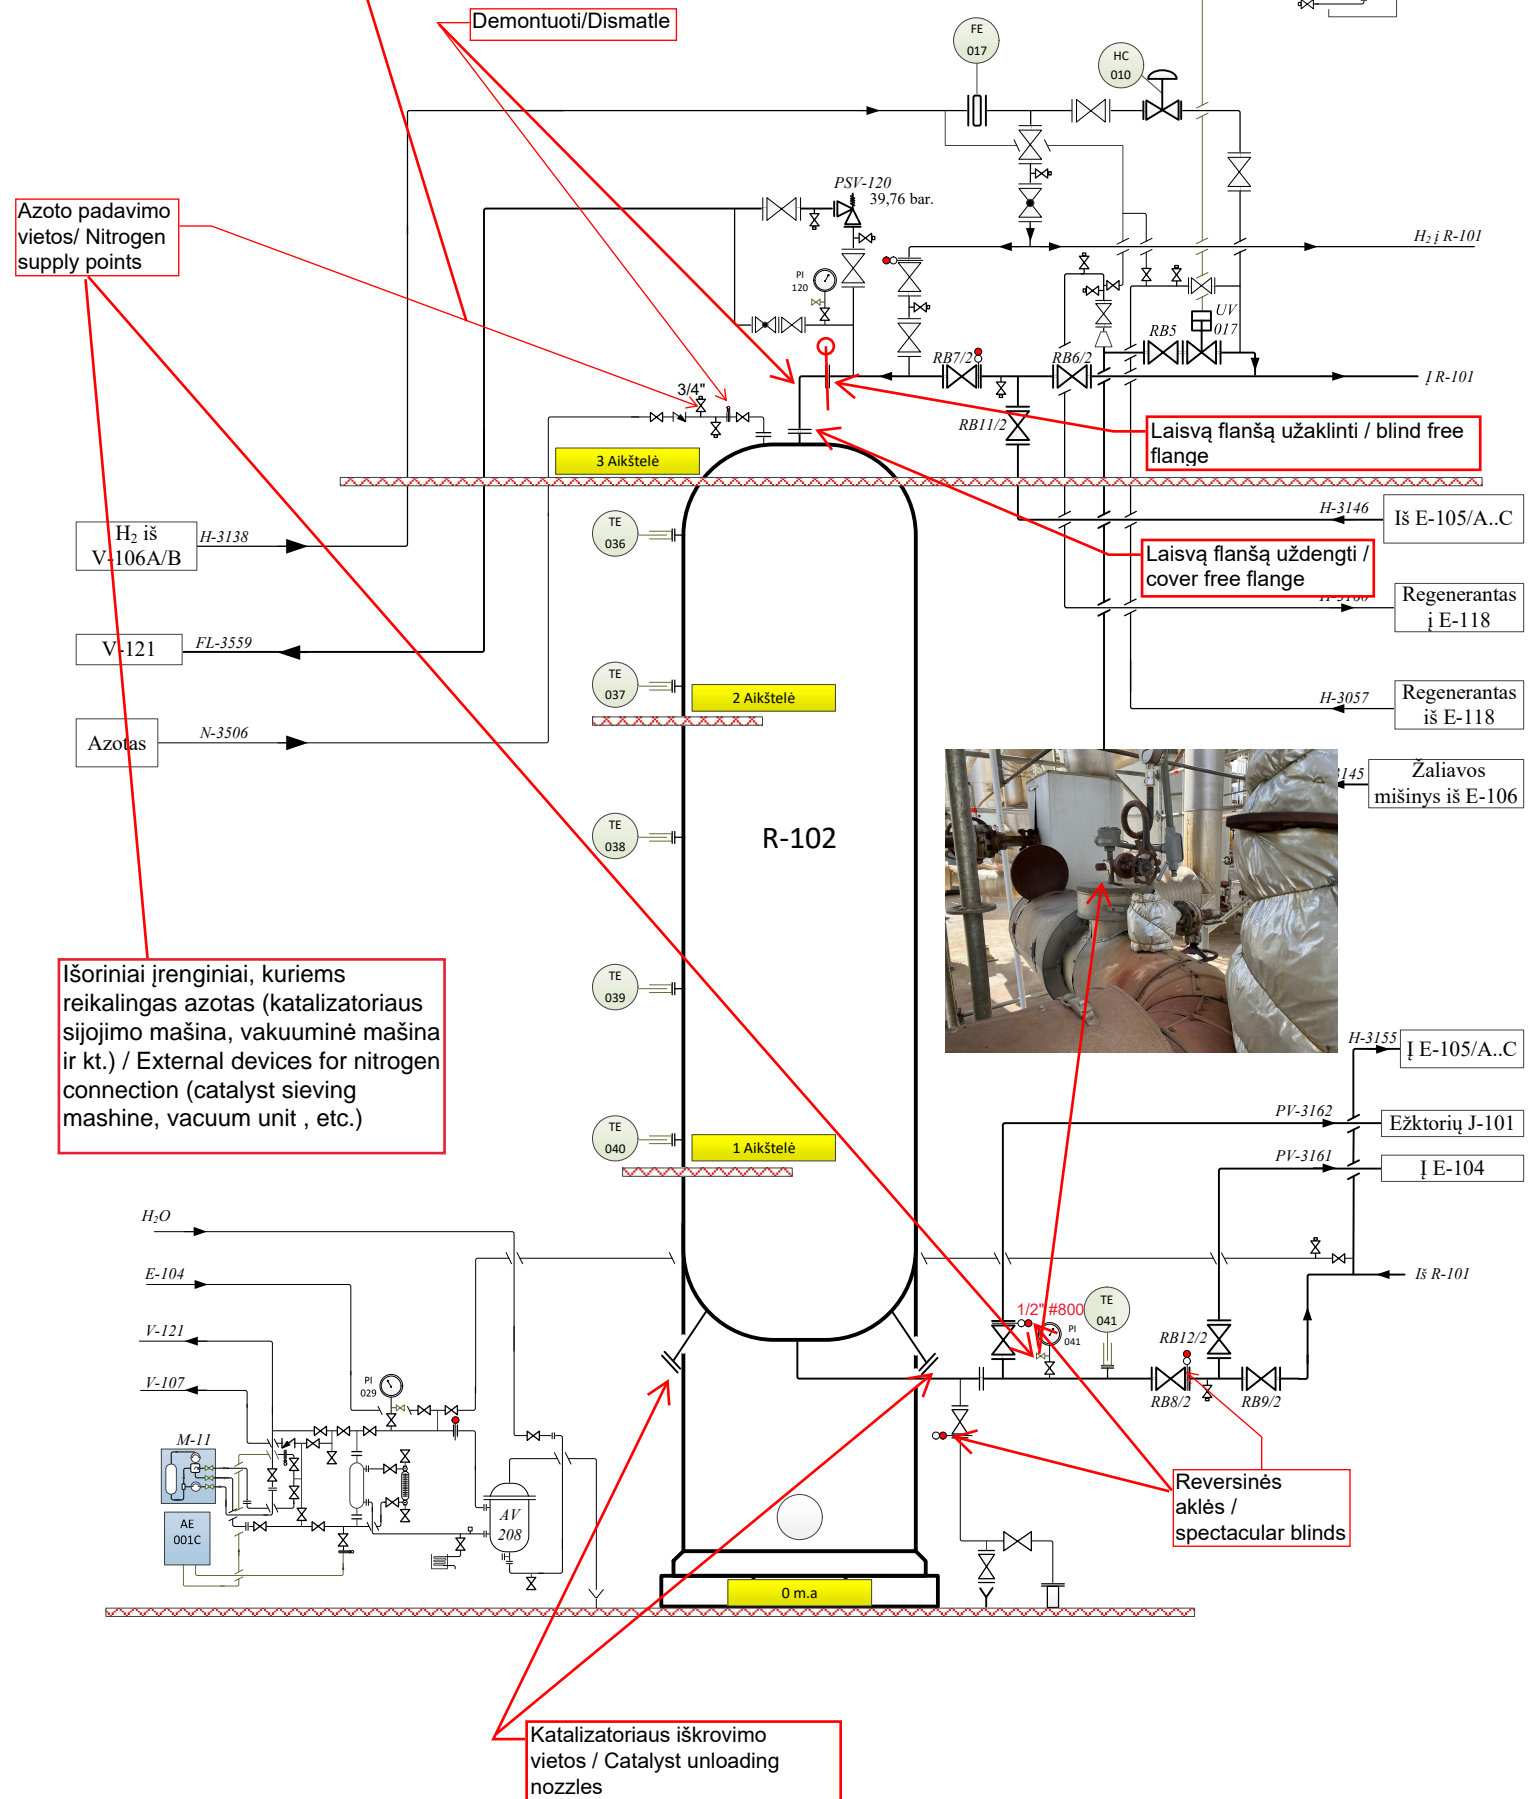 Demontuoti/Dismatle
FE
017
HC
010
Azoto padavimo
vietos/ Nitrogen
supply points
PSV-120
39,76 bar.
H₂ į R-101
PI
120
UV
017
RB5
RB7/2
RB6/2
Į R-101
3/4"
RB11/2
Laisvą flanšą užaklinti / blind free
flange
3 Aikštelė
H-3146
Iš E-105/A..C
TE
036
H₂ iš
V-106A/B
H-3138
Laisvą flanšą uždengti /
cover free flange
Regenerantas
į E-118
V-121
FL-3559
TE
037
2 Aikštelė
H-3057
Regenerantas
iš E-118
Azotas
N-3506
3145
Žaliavos
mišinys iš E-106
TE
038
R-102
Išoriniai įrenginiai, kuriems
reikalingas azotas (katalizatoriaus
sijojimo mašina, vakuuminė mašina
ir kt.) / External devices for nitrogen
connection (catalyst sieving
mashine, vacuum unit , etc.)
TE
039
H-3155
Į E-105/A..C
PV-3162
Ežktorių J-101
TE
040
1 Aikštelė
PV-3161
Į E-104
H₂O
E-104
Iš R-101
1/2" #800
TE
041
PI
041
V-121
RB12/2
V-107
PI
029
RB8/2
RB9/2
M-11
AE
001C
AV
208
Reversinės
aklės /
spectacular blinds
0 m.a
Katalizatoriaus iškrovimo
vietos / Catalyst unloading
nozzles